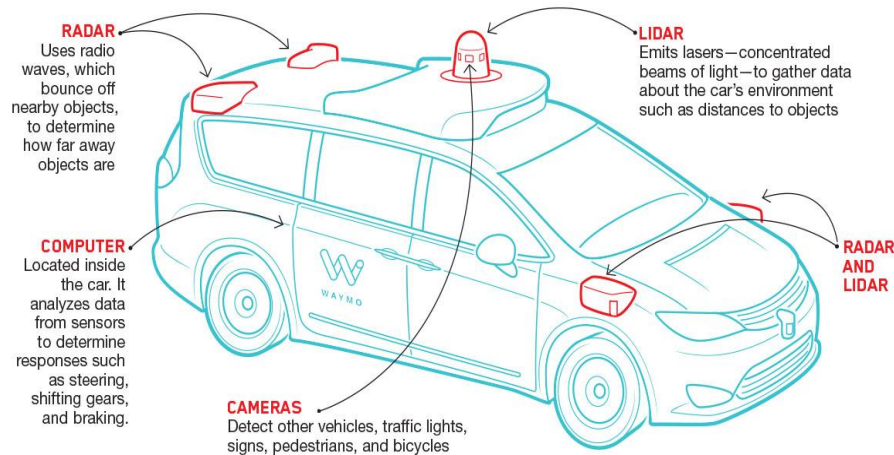 RADAR
Uses radio
waves, which
bounce off
nearby objects,
to determine
how far away
objects are
LIDAR
Emits lasers—concentrated
beams of light—to gather data
about the car's environment
such as distances to objects
COMPUTER
Located inside
the car. It
analyzes data
from sensors
to determine
responses such
as steering,
shifting gears,
and braking.
WAYMO
RADAR
AND
LIDAR
CAMERAS
Detect other vehicles, traffic lights,
signs, pedestrians, and bicycles